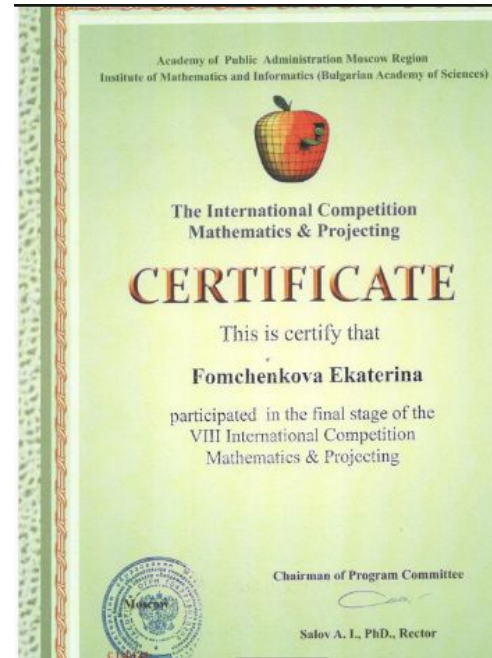 Academy of Public Administration Moscow Region
Institute of Mathematics and Informatics (Bulgarian Academy of Sciences)
The International Competition
Mathematics & Projecting
CERTIFICATE
This is certify that
Fomchenkova Ekaterina
participated in the final stage of the
VIII International Competition
Mathematics & Projecting
Chairman of Program Committee
Moscow
Salov A. I., PhD., Rector